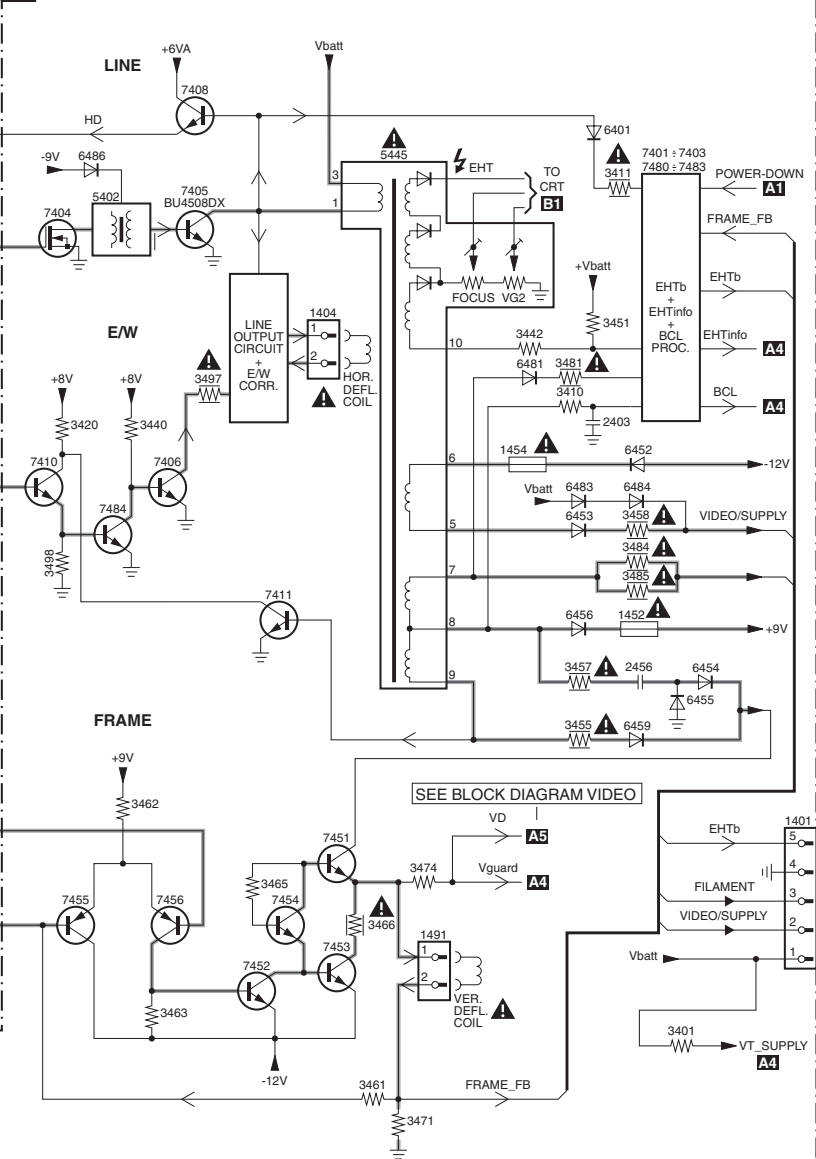 LINE
+6VA
Vbatt
7408
HD
-9V
6486
5402
7404
7405
BU4508DX
5445
3
1
EHT
TO
CRT
B1
6401
3411
7401 ÷ 7403
7480 ÷ 7483
POWER-DOWN
A1
FRAME_FB
EHTb
EHTb
+
EHTinfo
+
BCL
PROC.
EHTinfo
A4
BCL
A4
FOCUS
VG2
+Vbatt
3451
10
3442
6481
3481
3410
2403
E/W
LINE
OUTPUT
CIRCUIT
+
E/W
CORR.
1404
1
2
HOR.
DEFL.
COIL
3497
+8V
+8V
3420
3440
7410
7406
7484
3498
7411
6
1454
6452
-12V
Vbatt
6483
6484
5
6453
3458
VIDEO/SUPPLY
3484
7
3485
8
6456
1452
+9V
3457
2456
6454
6455
9
3455
6459
FRAME
+9V
3462
SEE BLOCK DIAGRAM VIDEO
VD
A5
7451
3474
Vguard
A4
3465
7455
7456
7454
3466
7453
7452
1491
1
2
VER.
DEFL.
COIL
3463
-12V
3461
FRAME_FB
3471
1401
EHTb
5
4
FILAMENT
3
VIDEO/SUPPLY
2
Vbatt
1
3401
VT_SUPPLY
A4